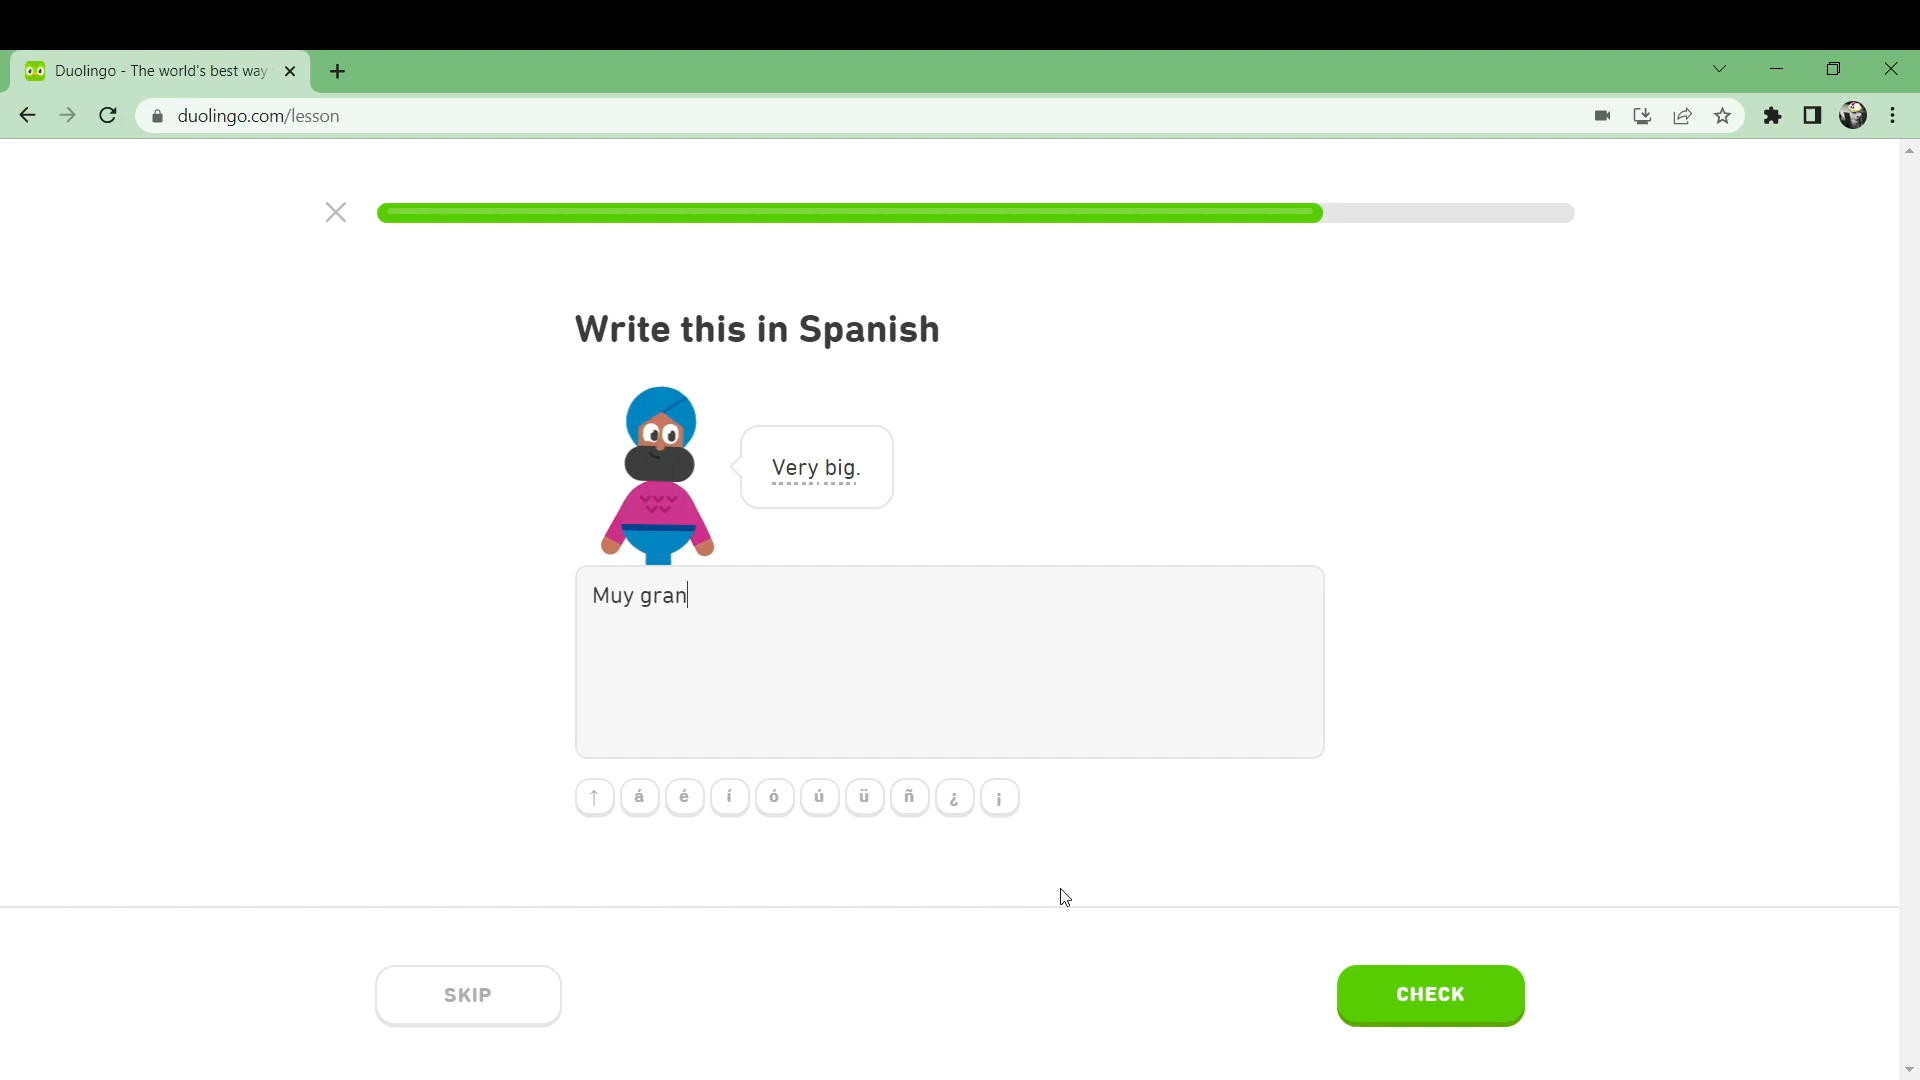 Duolingo - The world's best way
duolingo.com/lesson
Write this in Spanish
Very big.
Muy gran
↑ á é í ó ú ü ñ ¿ ¡
SKIP
CHECK